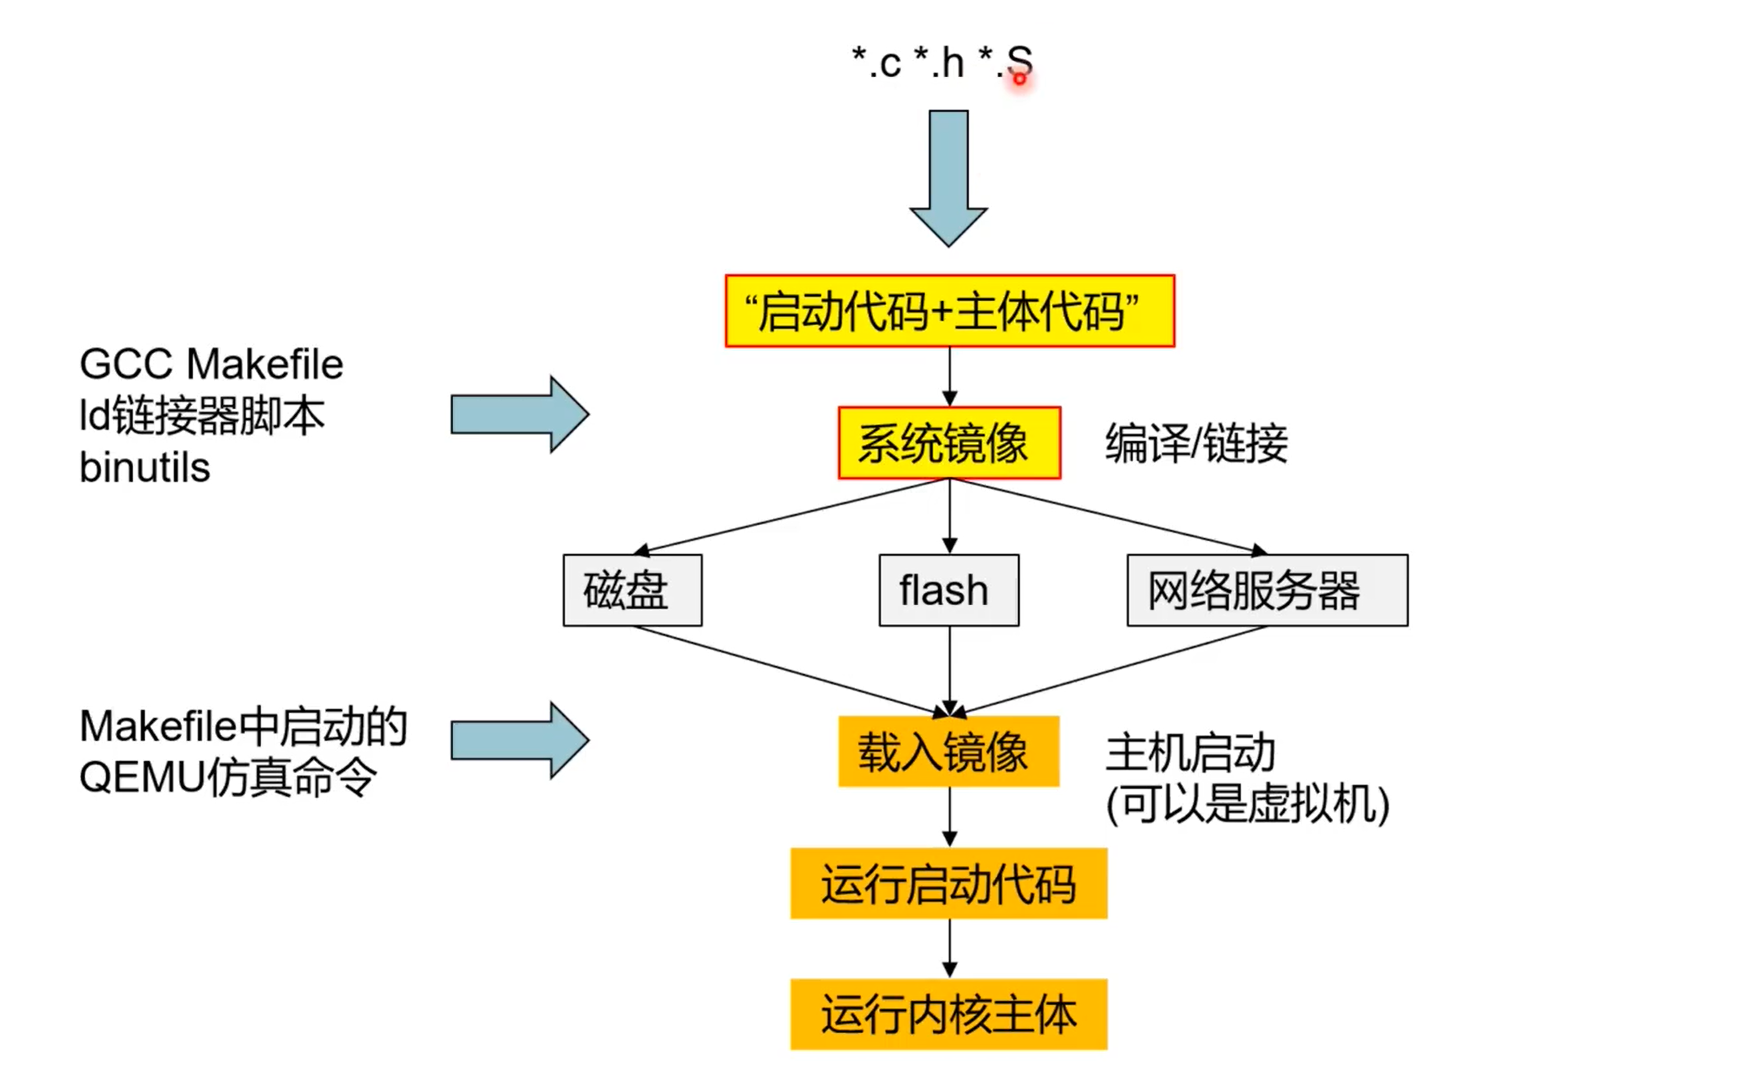 *.c *.h *.S
“启动代码+主体代码”
GCC Makefile
ld链接器脚本
binutils
系统镜像
编译/链接
磁盘
flash
网络服务器
Makefile中启动的
QEMU仿真命令
载入镜像
主机启动
(可以是虚拟机)
运行启动代码
运行内核主体